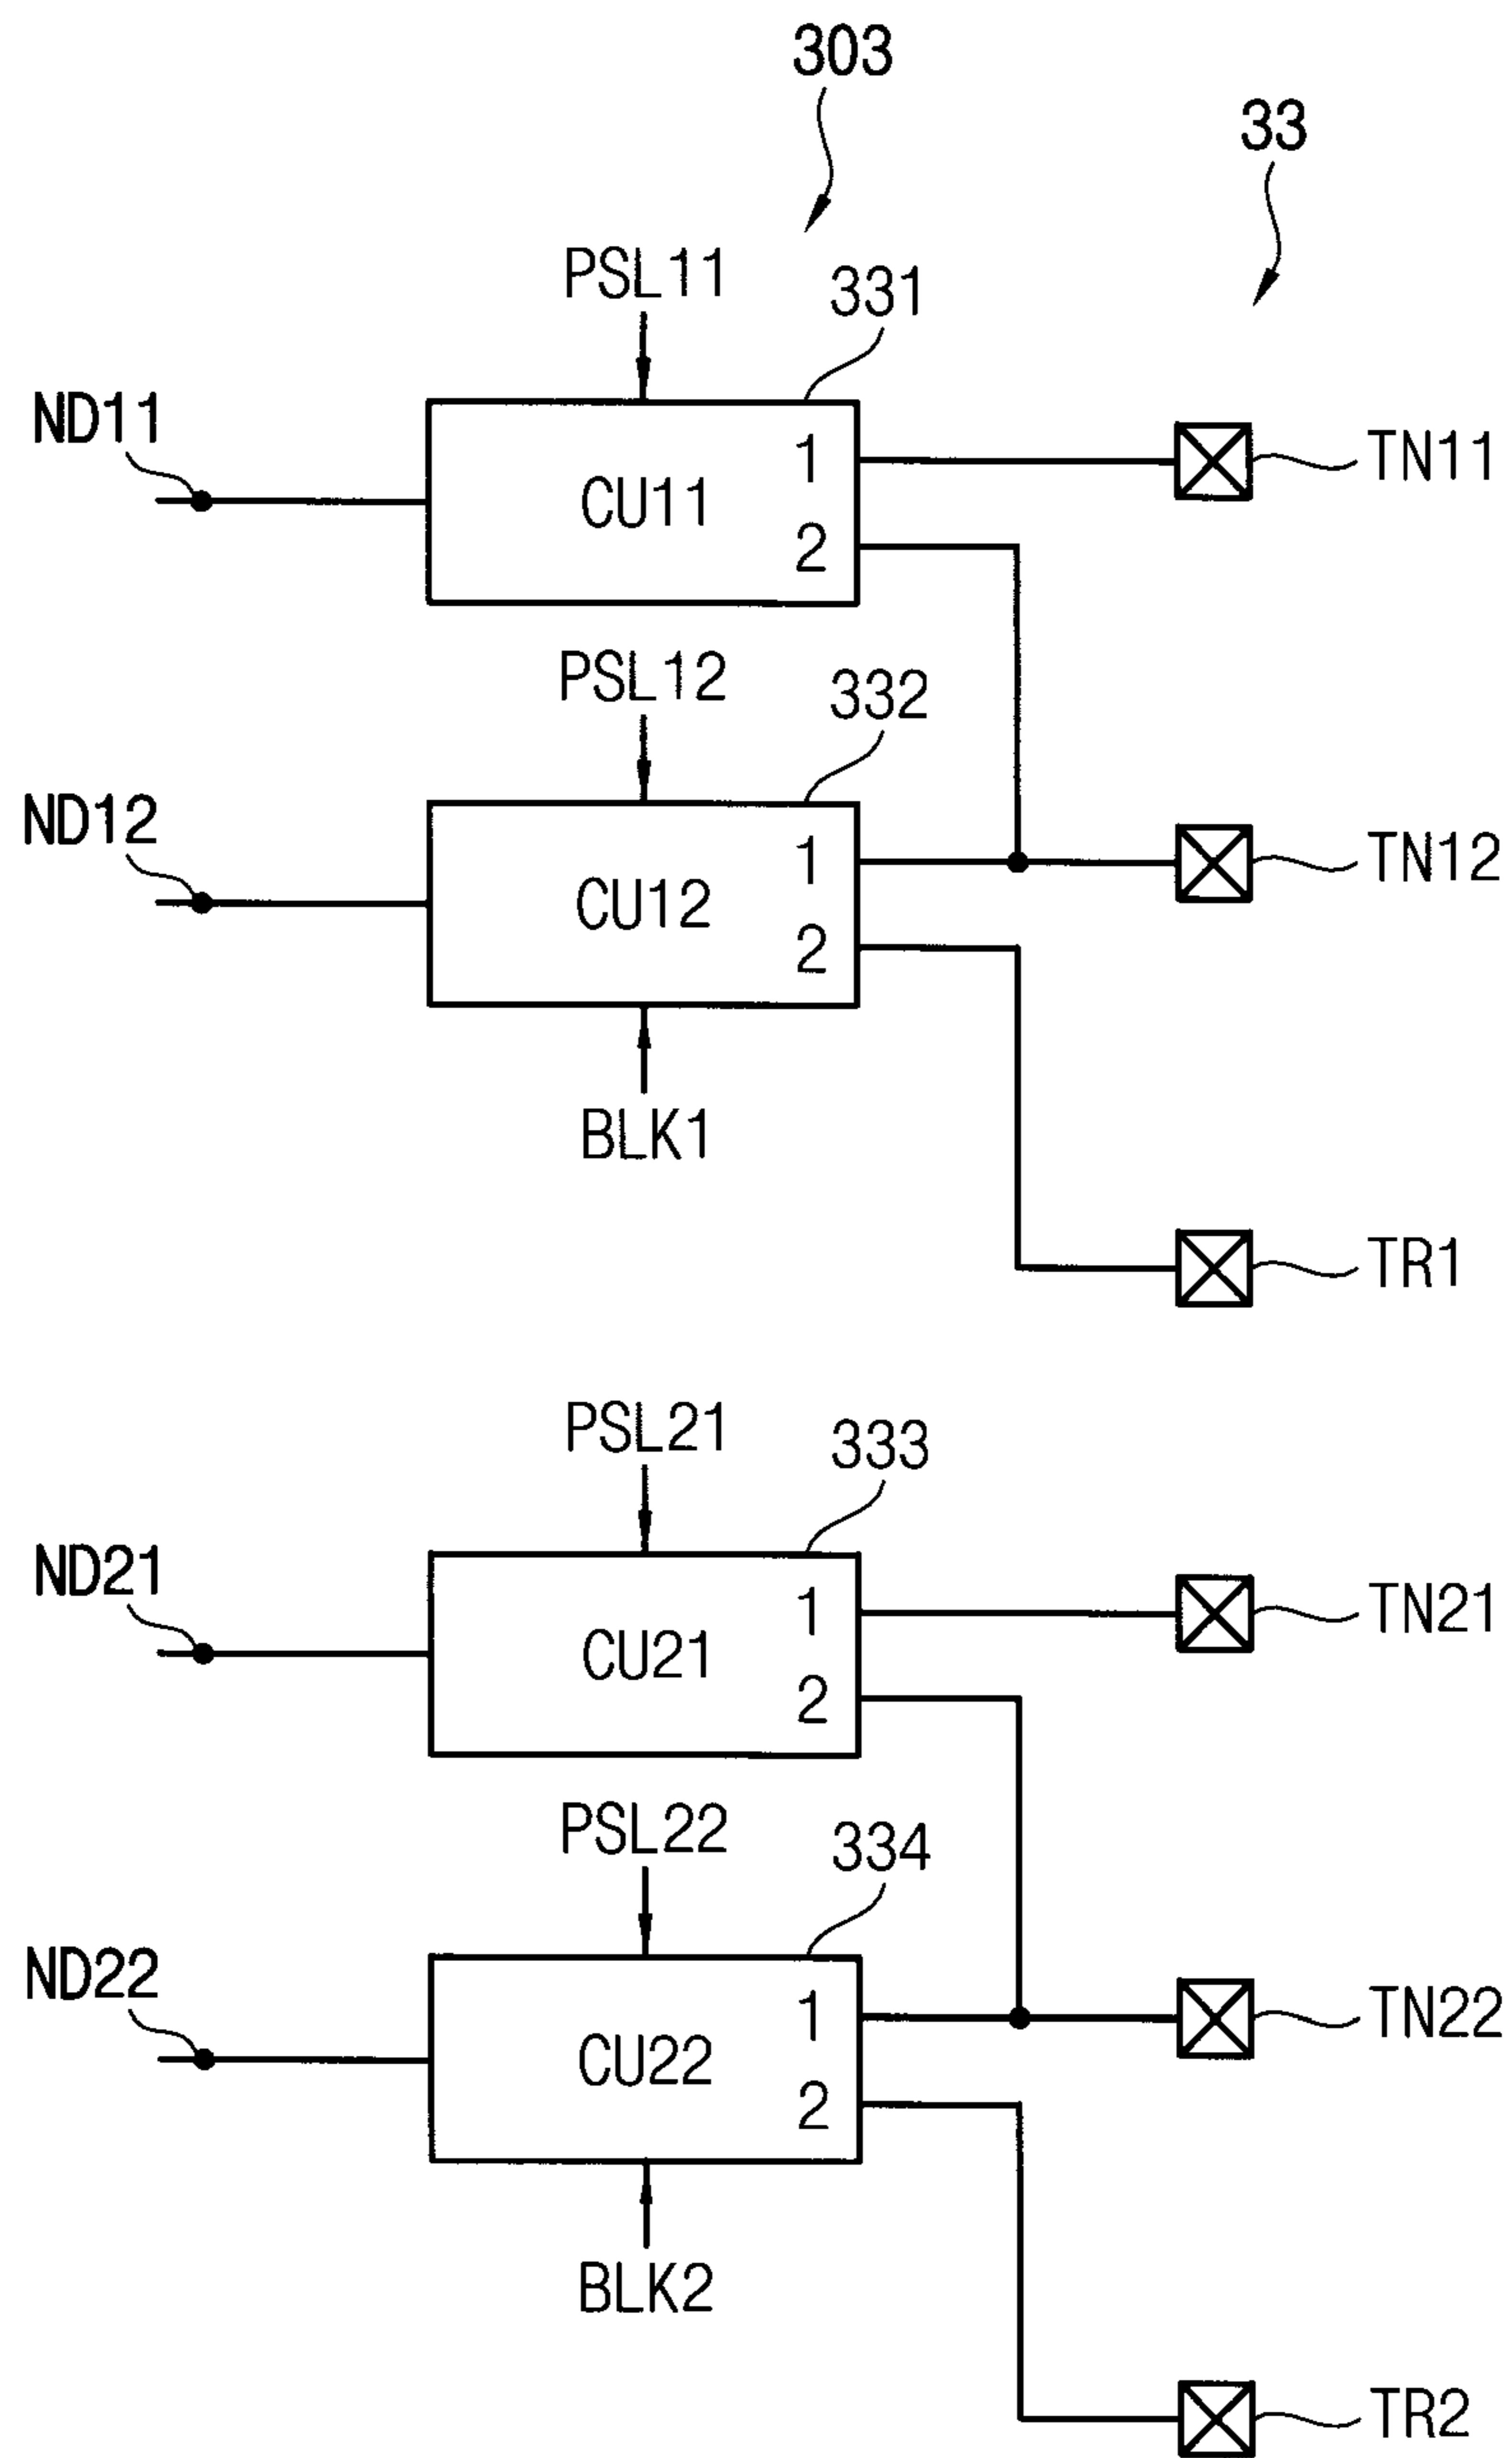 303
33
PSL11
331
ND11
1
TN11
CU11
2
PSL12
332
ND12
1
TN12
CU12
2
BLK1
TR1
PSL21
333
ND21
1
TN21
CU21
2
PSL22
334
ND22
1
TN22
CU22
2
BLK2
TR2